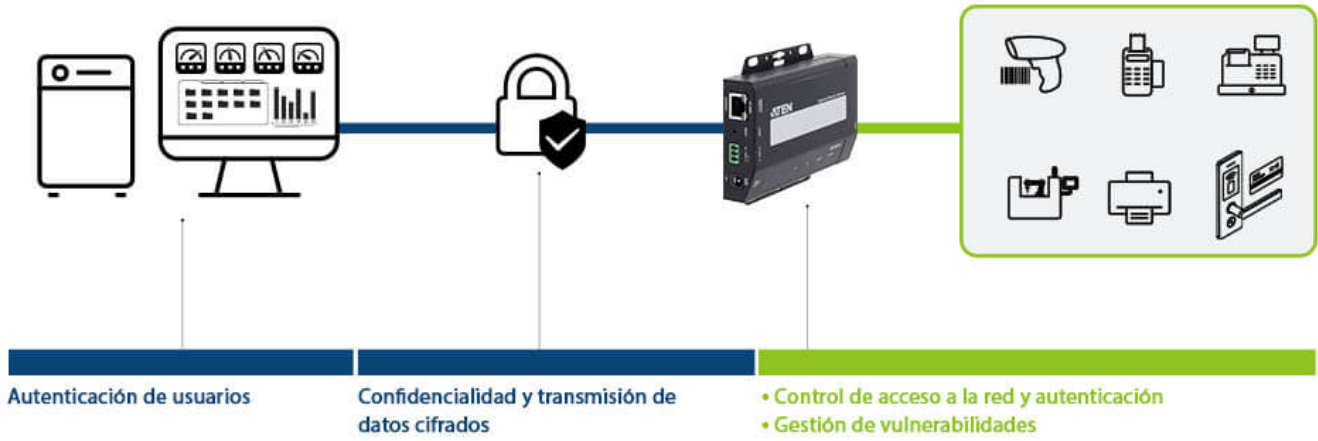 ATEN
Autenticación de usuarios
Confidencialidad y transmisión de
datos cifrados
• Control de acceso a la red y autenticación
• Gestión de vulnerabilidades